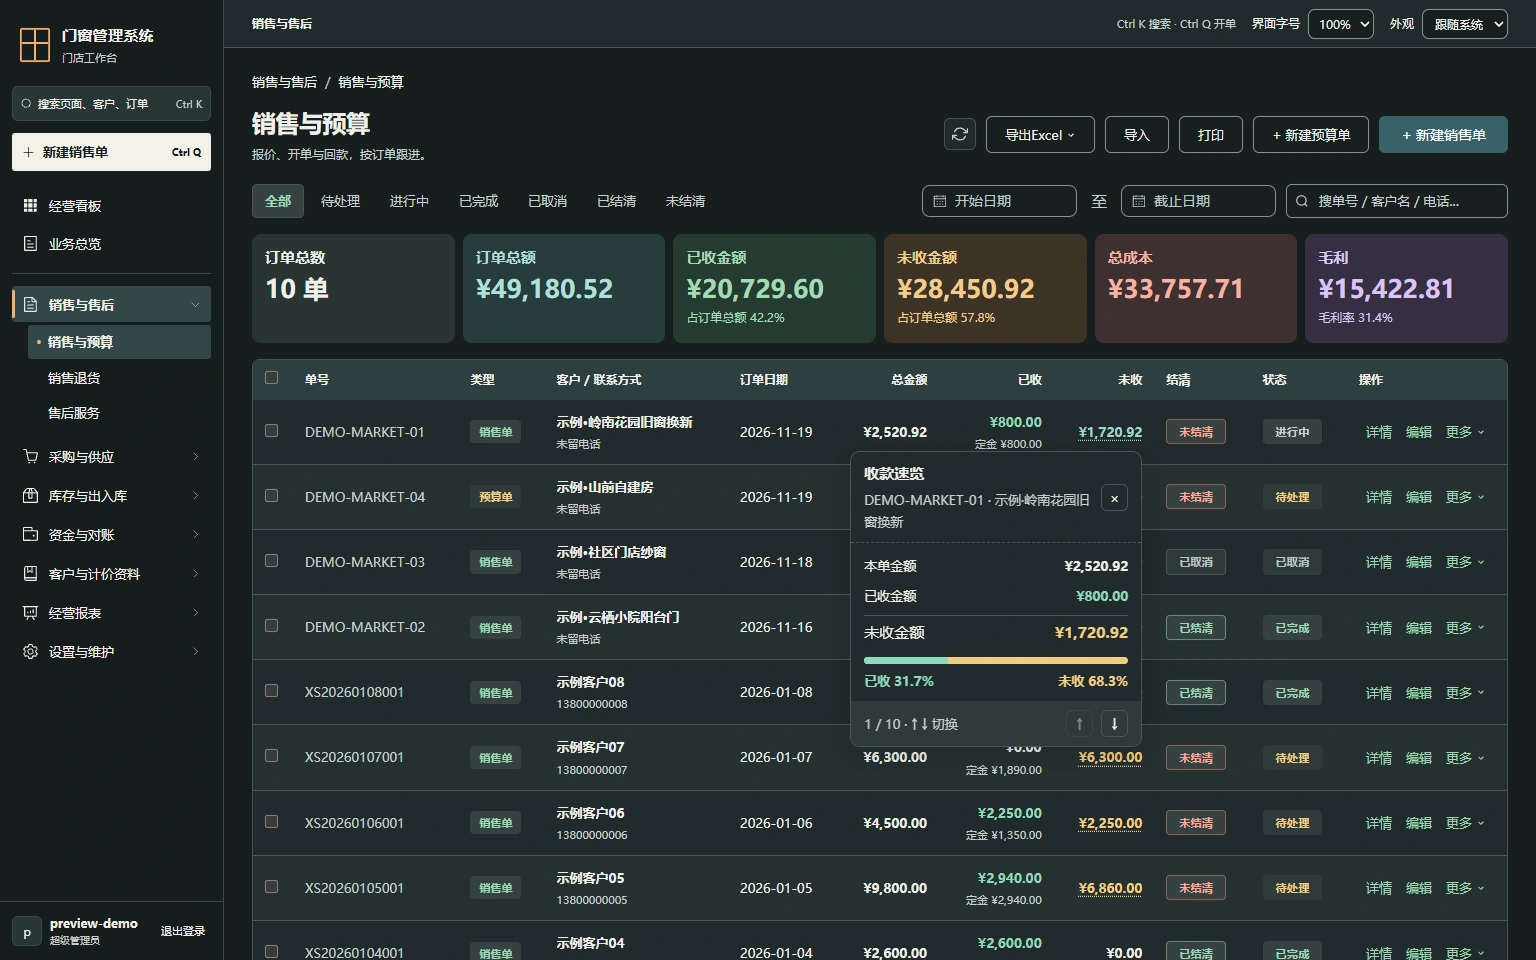 门窗管理系统
门店工作台
搜索页面、客户、订单 Ctrl K
+ 新建销售单 Ctrl Q
经营看板
业务总览
销售与售后
销售与预算
销售退货
售后服务
采购与供应
库存与出入库
资金与对账
客户与计价资料
经营报表
设置与维护
p
preview-demo
超级管理员
退出登录
销售与售后
Ctrl K 搜索 · Ctrl Q 开单 界面字号 100% 外观 跟随系统
销售与售后 / 销售与预算
销售与预算
报价、开单与回款，按订单跟进。
导出Excel 导入 打印 + 新建预算单 + 新建销售单
全部 待处理 进行中 已完成 已取消 已结清 未结清
开始日期 至 截止日期 搜单号 / 客户名 / 电话...
订单总数
10 单
订单总额
¥49,180.52
已收金额
¥20,729.60
占订单总额 42.2%
未收金额
¥28,450.92
占订单总额 57.8%
总成本
¥33,757.71
毛利
¥15,422.81
毛利率 31.4%
单号 类型 客户 / 联系方式 订单日期 总金额 已收 未收 结清 状态 操作
DEMO-MARKET-01 销售单 示例•岭南花园旧窗换新 2026-11-19 ¥2,520.92 ¥800.00 ¥1,720.92 未结清 进行中 详情 编辑 更多
未留电话 定金 ¥800.00
DEMO-MARKET-04 预算单 示例•山前自建房 2026-11-19 未结清 待处理 详情 编辑 更多
未留电话
DEMO-MARKET-03 销售单 示例•社区门店纱窗 2026-11-18 已取消 已取消 详情 编辑 更多
未留电话
DEMO-MARKET-02 销售单 示例•云栖小院阳台门 2026-11-16 已结清 已完成 详情 编辑 更多
未留电话
XS20260108001 销售单 示例客户08 2026-01-08 已结清 已完成 详情 编辑 更多
13800000008
XS20260107001 销售单 示例客户07 2026-01-07 ¥6,300.00 ¥0.00 ¥6,300.00 未结清 待处理 详情 编辑 更多
13800000007 定金 ¥1,890.00
XS20260106001 销售单 示例客户06 2026-01-06 ¥4,500.00 ¥2,250.00 ¥2,250.00 未结清 待处理 详情 编辑 更多
13800000006 定金 ¥1,350.00
XS20260105001 销售单 示例客户05 2026-01-05 ¥9,800.00 ¥2,940.00 ¥6,860.00 未结清 待处理 详情 编辑 更多
13800000005 定金 ¥2,940.00
XS20260104001 销售单 示例客户04 2026-01-04 ¥2,600.00 ¥2,600.00 ¥0.00 已结清 已完成 详情 编辑 更多
收款速览
DEMO-MARKET-01 · 示例•岭南花园旧
窗换新
×
本单金额 ¥2,520.92
已收金额 ¥800.00
未收金额 ¥1,720.92
已收 31.7% 未收 68.3%
1 / 10 · ↑↓切换 ↑ ↓